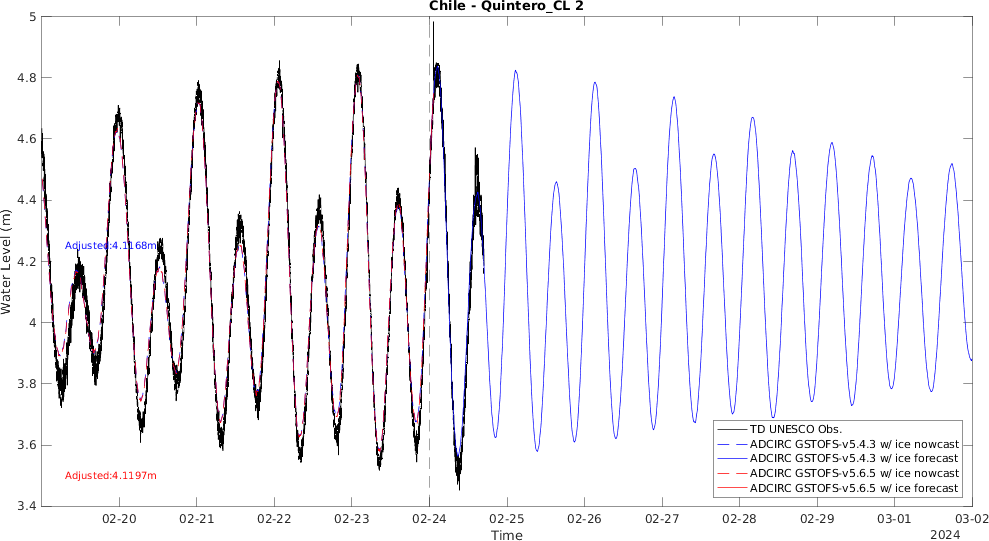 Chile - Quintero_CL 2
Water Level (m)
5
4.8
4.6
4.4
4.2
4
3.8
3.6
3.4
Adjusted:4.1168m
Adjusted:4.1197m
TD UNESCO Obs.
ADCIRC GSTOFS-v5.4.3 w/ ice nowcast
ADCIRC GSTOFS-v5.4.3 w/ ice forecast
ADCIRC GSTOFS-v5.6.5 w/ ice nowcast
ADCIRC GSTOFS-v5.6.5 w/ ice forecast
02-20 02-21 02-22 02-23 02-24 02-25 02-26 02-27 02-28 02-29 03-01 03-02
Time
2024